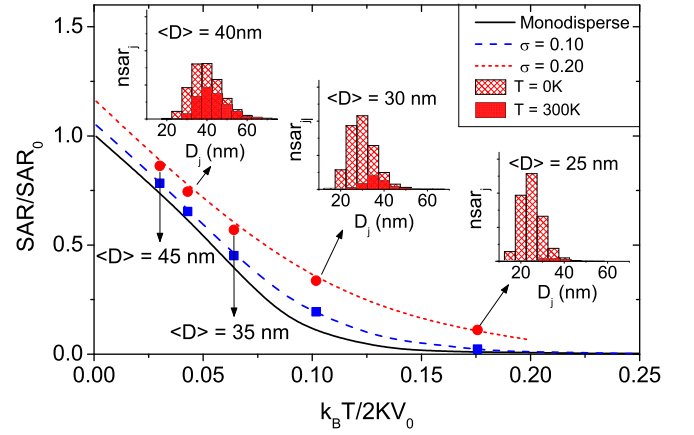 1.5
1.0
0.5
0.0
SAR/SAR0
0.00
0.05
0.10
0.15
0.20
0.25
kBT/2KV0
Monodisperse
σ = 0.10
σ = 0.20
T = 0K
T = 300K
<D> = 40nm
nsarj
20 40 60
Dj (nm)
<D> = 30 nm
nsarj
20 40 60
Dj (nm)
<D> = 25 nm
nsarj
20 40 60
Dj (nm)
<D> = 45 nm
<D> = 35 nm